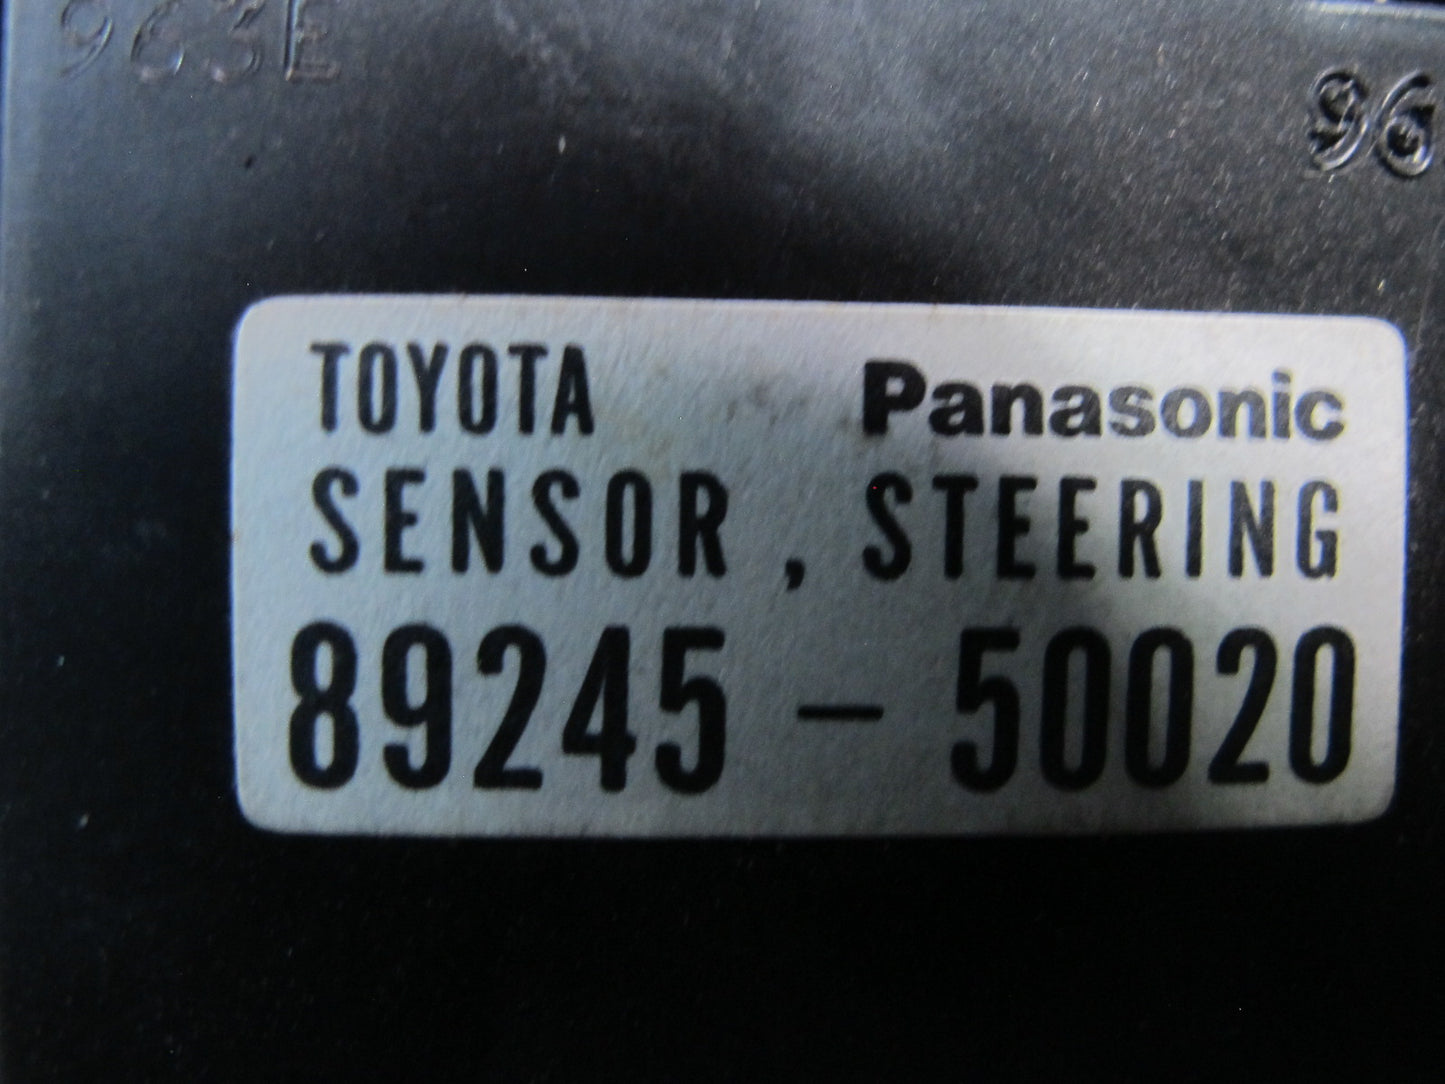 963E
96
TOYOTA Panasonic
SENSOR , STEERING
89245 - 50020